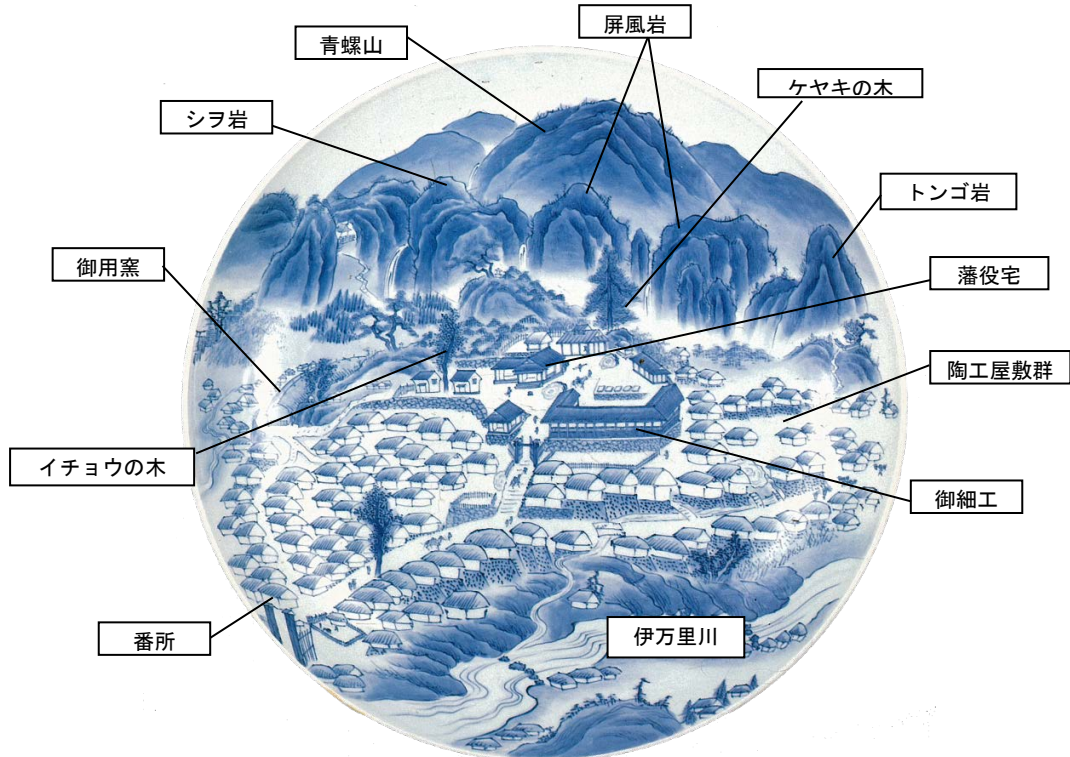 屏風岩
青螺山
ケヤキの木
シヲ岩
トンゴ岩
御用窯
藩役宅
陶工屋敷群
イチョウの木
御細工
番所
伊万里川